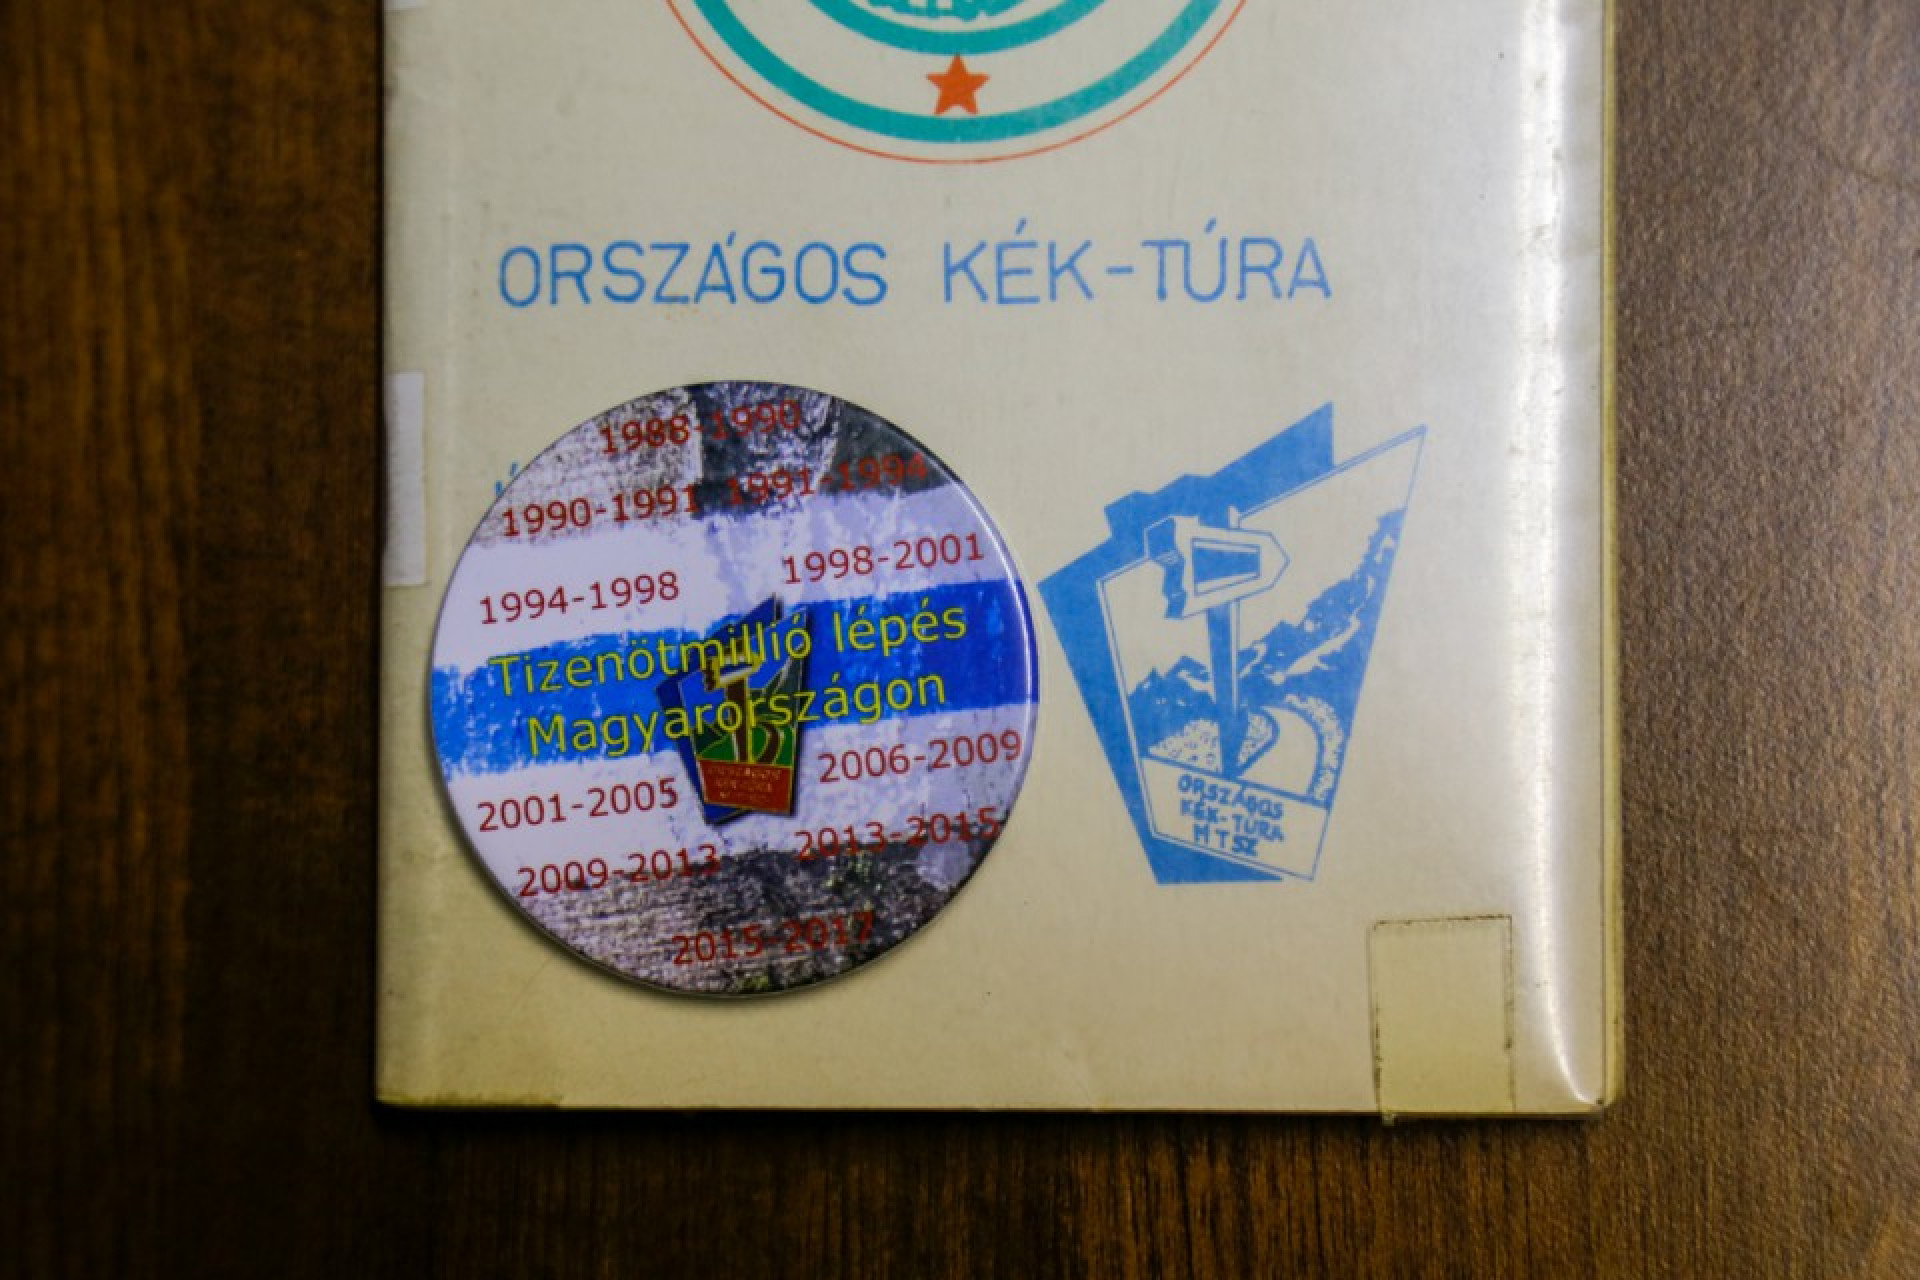 ORSZÁGOS KÉK-TÚRA
1988-1990
1990-1991 1991-1994
1994-1998 1998-2001
Tizenötmillió lépés
Magyarországon
2001-2005 2006-2009
2009-2013 2013-2015
2015-2017
ORSZÁGOS
KÉK-TÚRA
MTSZ